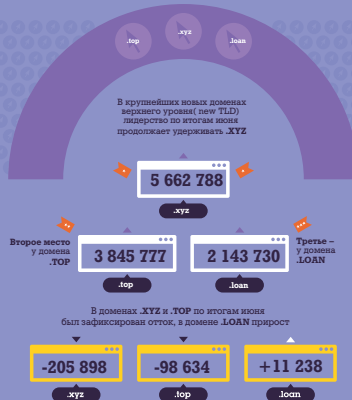 .top
.xyz
.loan
В крупнейших новых доменах
верхнего уровня( new TLD)
лидерство по итогам июня
продолжает удерживать .XYZ
5 662 788
.xyz
Второе место
у домена
.TOP
3 845 777
.top
2 143 730
.loan
Третье –
у домена
.LOAN
В доменах .XYZ и .TOP по итогам июня
был зафиксирован отток, в домене .LOAN прирост
-205 898
-98 634
+11 238
.xyz
.top
.loan